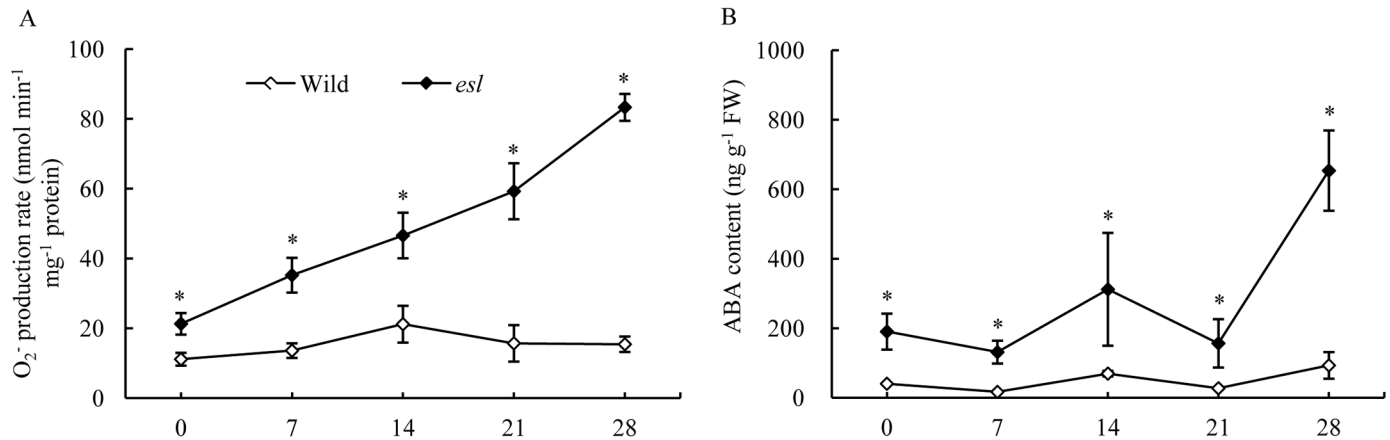 A
O₂⁻ production rate (nmol min⁻¹
mg⁻¹ protein)
100
80
60
40
20
0
Wild
esl
*
*
*
*
*
0 7 14 21 28
B
ABA content (ng g⁻¹ FW)
1000
800
600
400
200
0
*
*
*
*
*
0 7 14 21 28